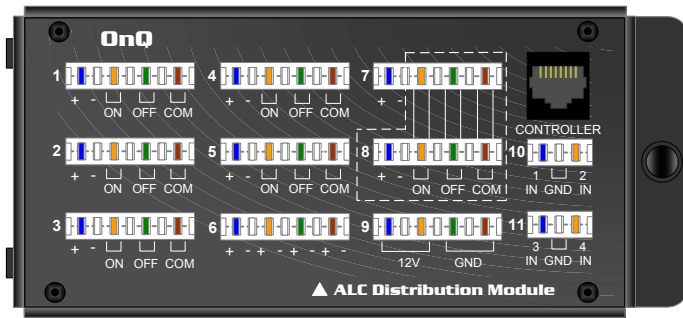 OnQ
1
+ - ON OFF COM
2
+ - ON OFF COM
3
+ - ON OFF COM
4
+ - ON OFF COM
5
+ - ON OFF COM
6
+ - + - + - + -
7
+ -
8
+ - ON OFF COM
9
12V GND
CONTROLLER
10
1 2
IN GND IN
11
3 4
IN GND IN
ALC Distribution Module